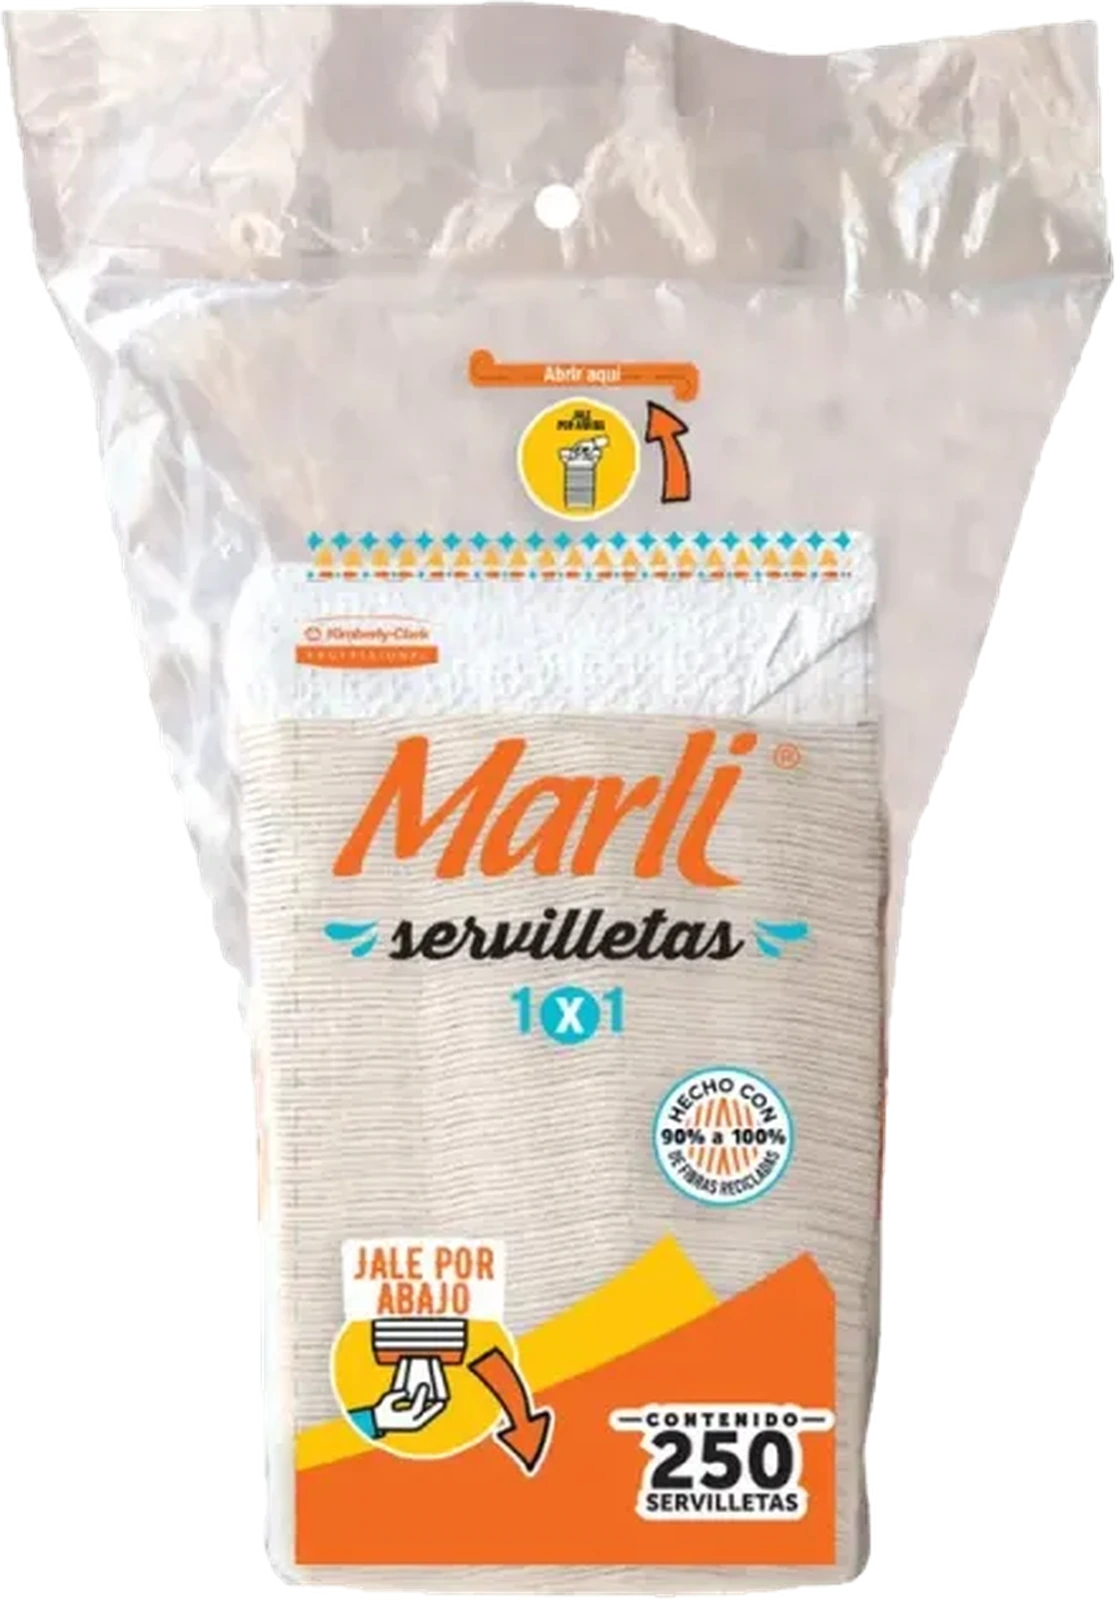 Abrir aquí
JALE
Kimberly-Clark
PROFESSIONAL
Marli®
servilletas
1X1
HECHO CON
90% a 100%
DE FIBRAS RECICLADAS
JALE POR
ABAJO
CONTENIDO
250
SERVILLETAS